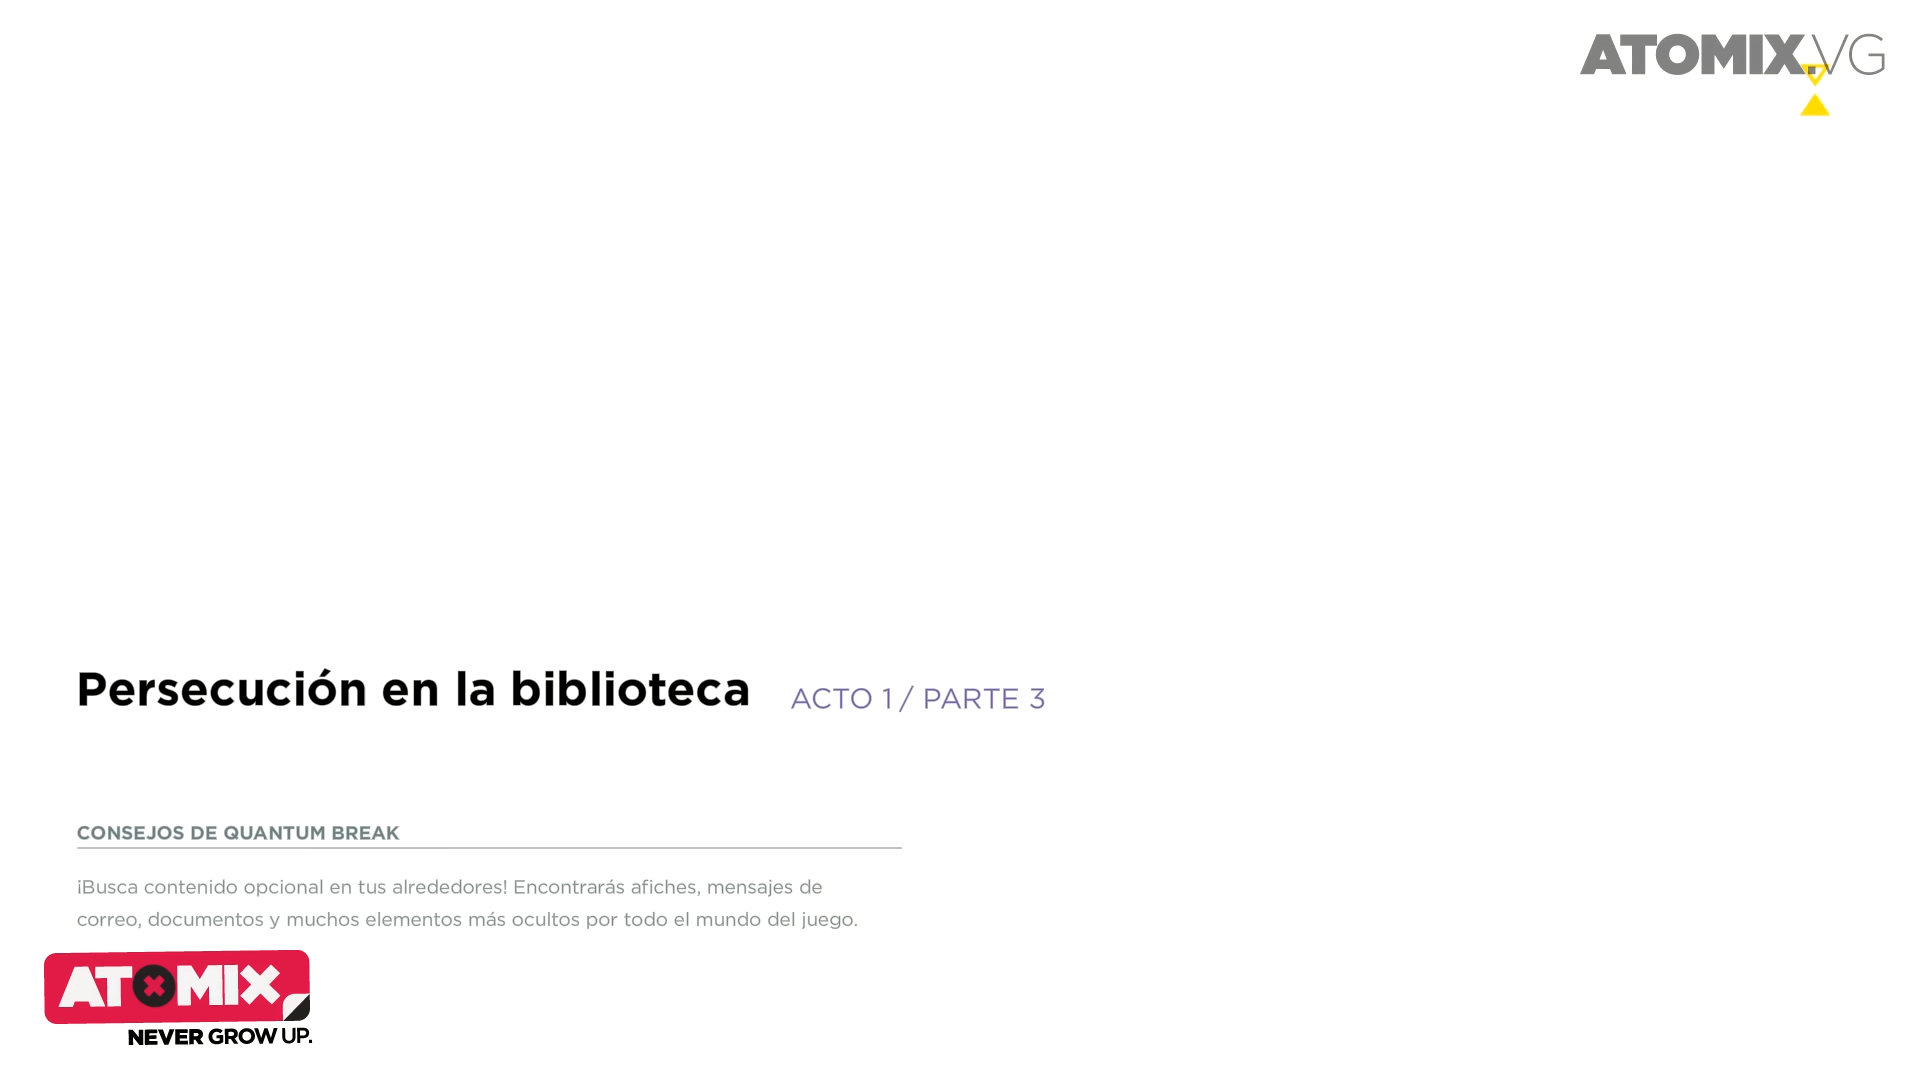 ATOMIX.VG
Persecución en la biblioteca ACTO 1 / PARTE 3
CONSEJOS DE QUANTUM BREAK
¡Busca contenido opcional en tus alrededores! Encontrarás afiches, mensajes de
correo, documentos y muchos elementos más ocultos por todo el mundo del juego.
ATOMIX
NEVER GROW UP.